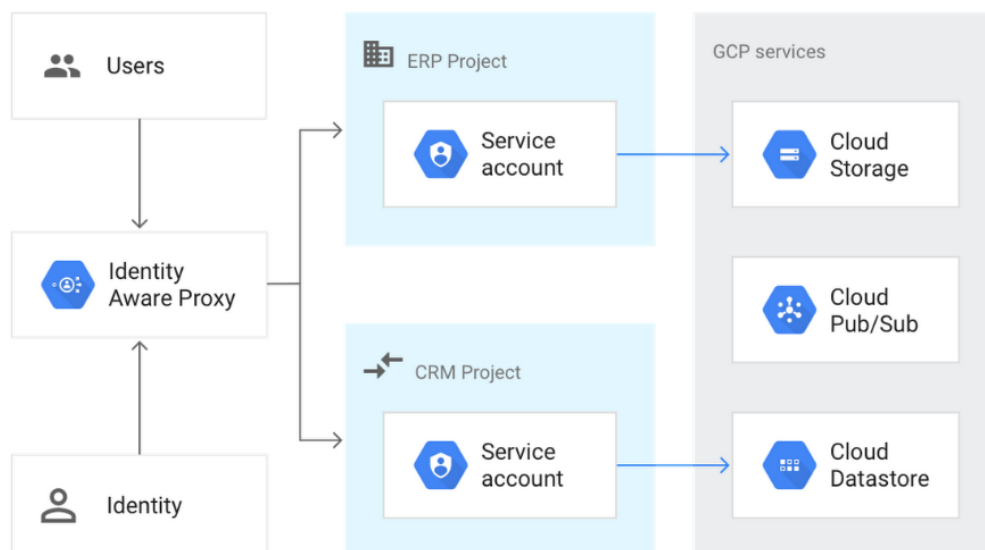 Users
Identity
Aware Proxy
Identity
ERP Project
Service
account
CRM Project
Service
account
GCP services
Cloud
Storage
Cloud
Pub/Sub
Cloud
Datastore